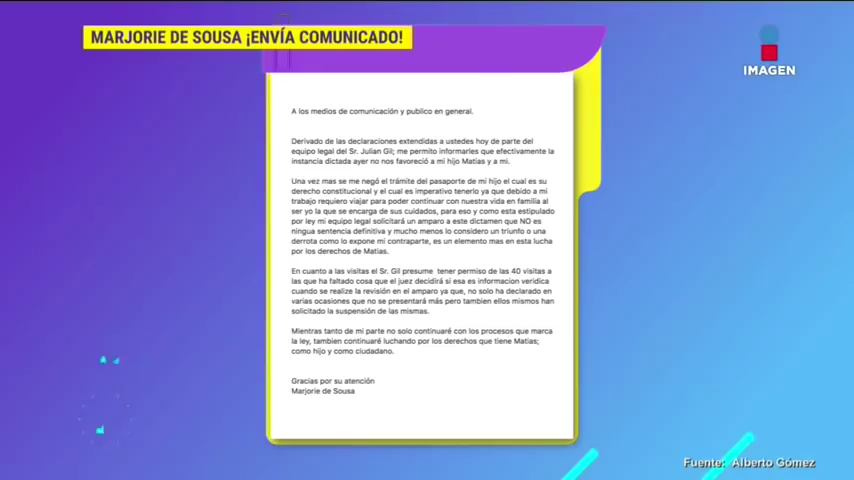 MARJORIE DE SOUSA ¡ENVÍA COMUNICADO!
IMAGEN
A los medios de comunicación y publico en general.
Derivado de las declaraciones extendidas a ustedes hoy de parte del
equipo legal del Sr. Julian Gil; me permito informarles que efectivamente la
instancia dictada ayer no nos favoreció a mi hijo Matías y a mi.
Una vez mas se me negó el trámite del pasaporte de mi hijo el cual es su
derecho constitucional y el cual es imperativo tenerlo ya que debido a mi
trabajo requiero viajar para poder continuar con nuestra vida en familia al
ser yo la que se encarga de sus cuidados, para eso y como esta estipulado
por ley mi equipo legal solicitará un amparo a este dictamen que NO es
ningua sentencia definitiva y mucho menos lo considero un triunfo o una
derrota como lo expone mi contraparte, es un elemento mas en esta lucha
por los derechos de Matias.
En cuanto a las visitas el Sr. Gil presume tener permiso de las 40 visitas a
las que ha faltado cosa que el juez decidirá si esa es informacion veridica
cuando se realize la revisión en el amparo ya que, no solo ha declarado en
varias ocasiones que no se presentará más pero tambien ellos mismos han
solicitado la suspensión de las mismas.
Mientras tanto de mi parte no solo continuaré con los procesos que marca
la ley, tambien continuaré luchando por los derechos que tiene Matias;
como hijo y como ciudadano.
Gracias por su atención
Marjorie de Sousa
Fuente: Alberto Gómez